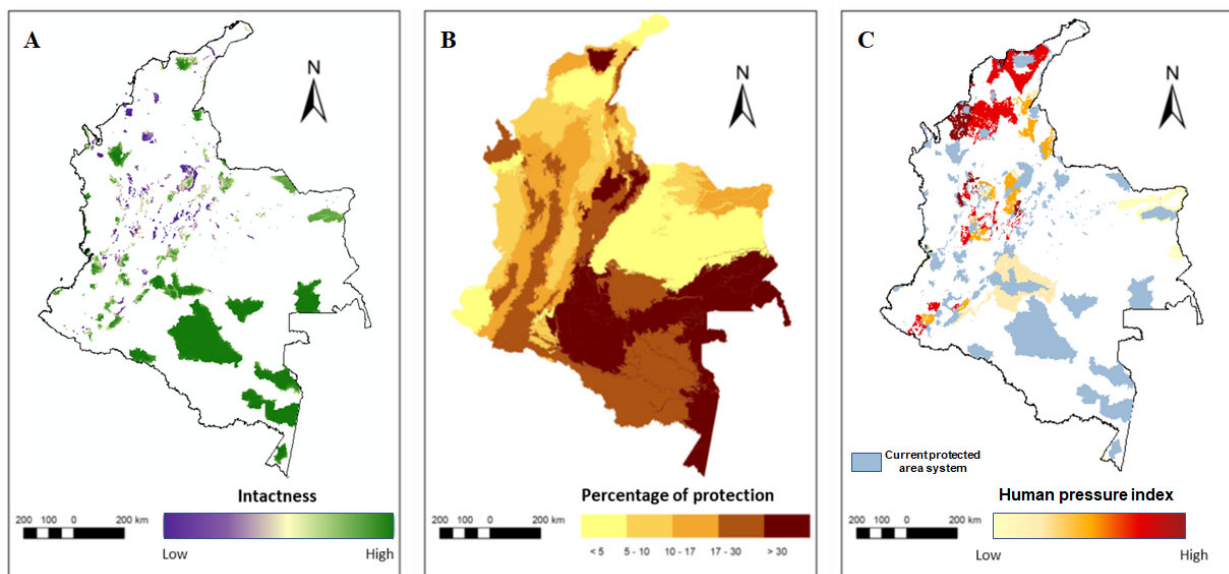 A
N
Intactness
200 100 0 200 km
Low High
B
N
Percentage of protection
200 100 0 200 km
< 5 5 - 10 10 - 17 17 - 30 > 30
C
N
Current protected
area system
Human pressure index
200 100 0 200 km
Low High